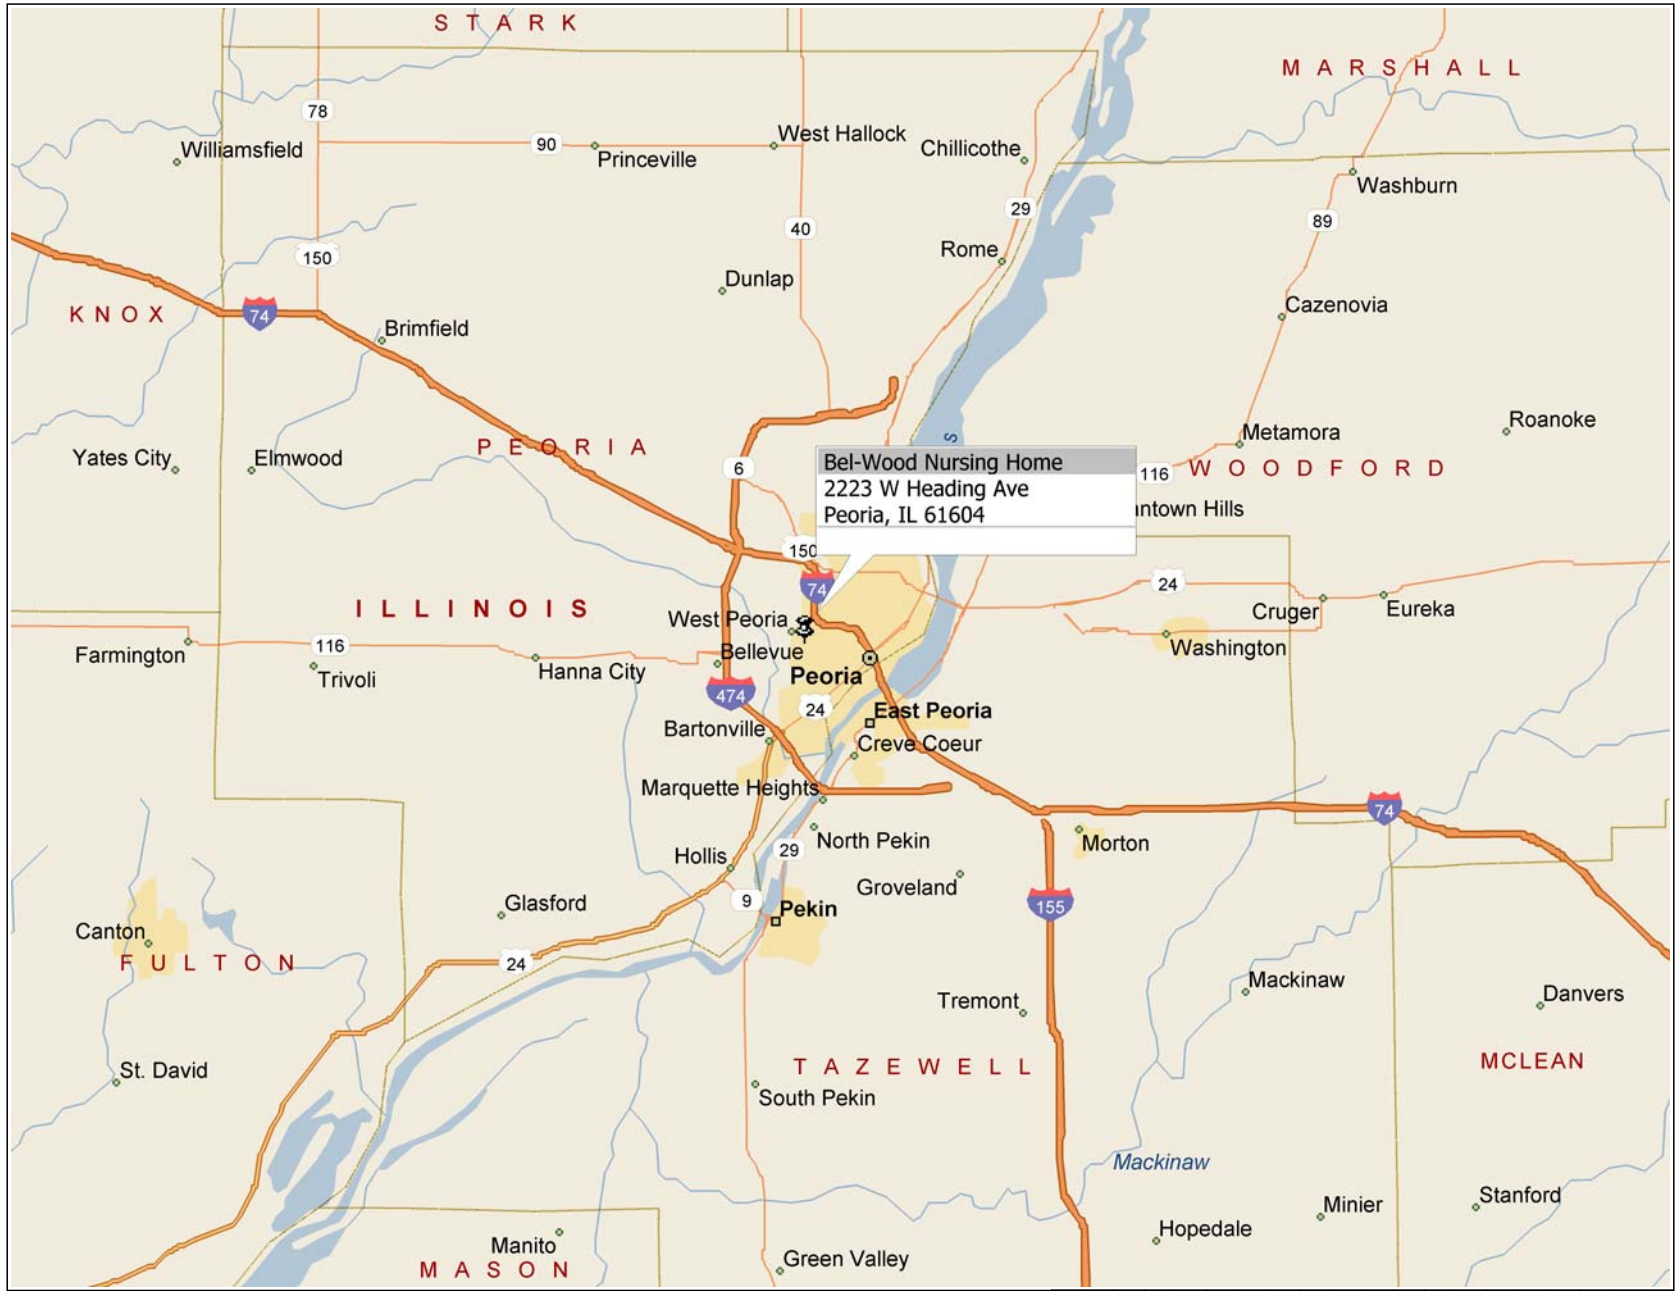 STARK
MARSHALL
78
90
Princeville
West Hallock
Chillicothe
Williamsfield
Washburn
29
89
40
150
Rome
Dunlap
Cazenovia
KNOX
74
Brimfield
Roanoke
Metamora
PEORIA
Yates City
Elmwood
6
S
116
WOODFORD
Bel-Wood Nursing Home
2223 W Heading Ave
Peoria, IL 61604
ntown Hills
150
74
24
Cruger
Eureka
ILLINOIS
West Peoria
116
Washington
Farmington
Trivoli
Hanna City
Bellevue
Peoria
474
24
East Peoria
Bartonville
Creve Coeur
Marquette Heights
74
North Pekin
Morton
29
Hollis
Groveland
9
Pekin
155
Glasford
Canton
FULTON
24
Mackinaw
Danvers
Tremont
St. David
TAZEWELL
MCLEAN
South Pekin
Mackinaw
Stanford
Minier
Hopedale
Manito
Green Valley
MASON